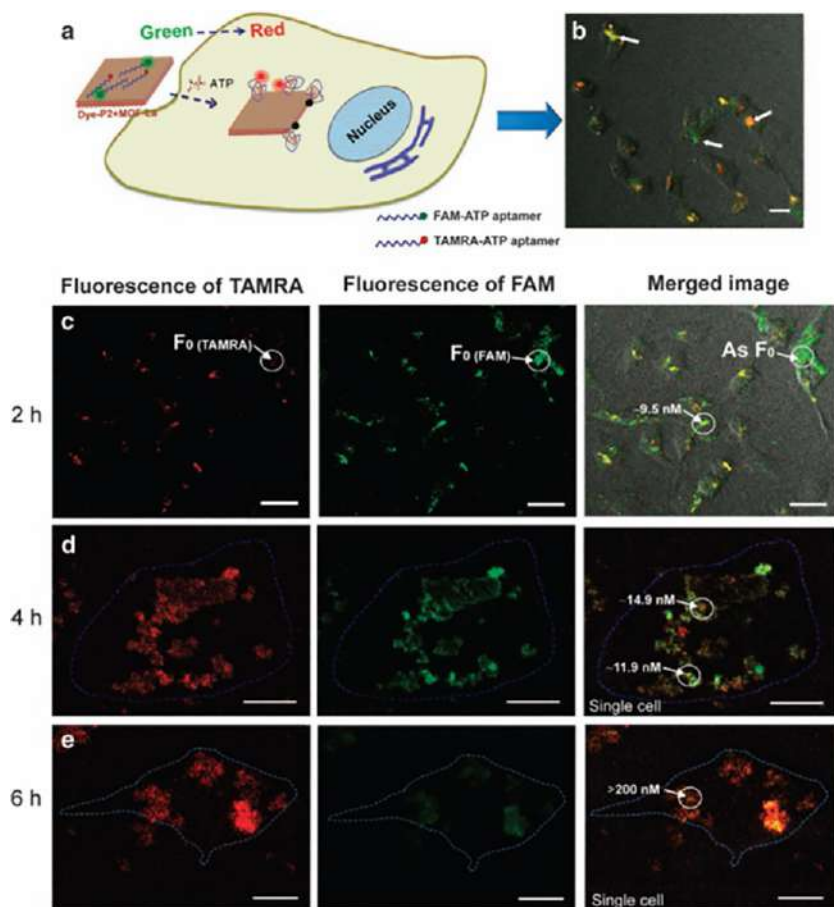 a
Green
Red
ATP
Dye-P2+MOF-La
Nucleus
FAM-ATP aptamer
TAMRA-ATP aptamer
b
Fluorescence of TAMRA
Fluorescence of FAM
Merged image
2 h
c
F0 (TAMRA)
F0 (FAM)
As F0
~9.5 nM
4 h
d
~14.9 nM
~11.9 nM
Single cell
6 h
e
>200 nM
Single cell